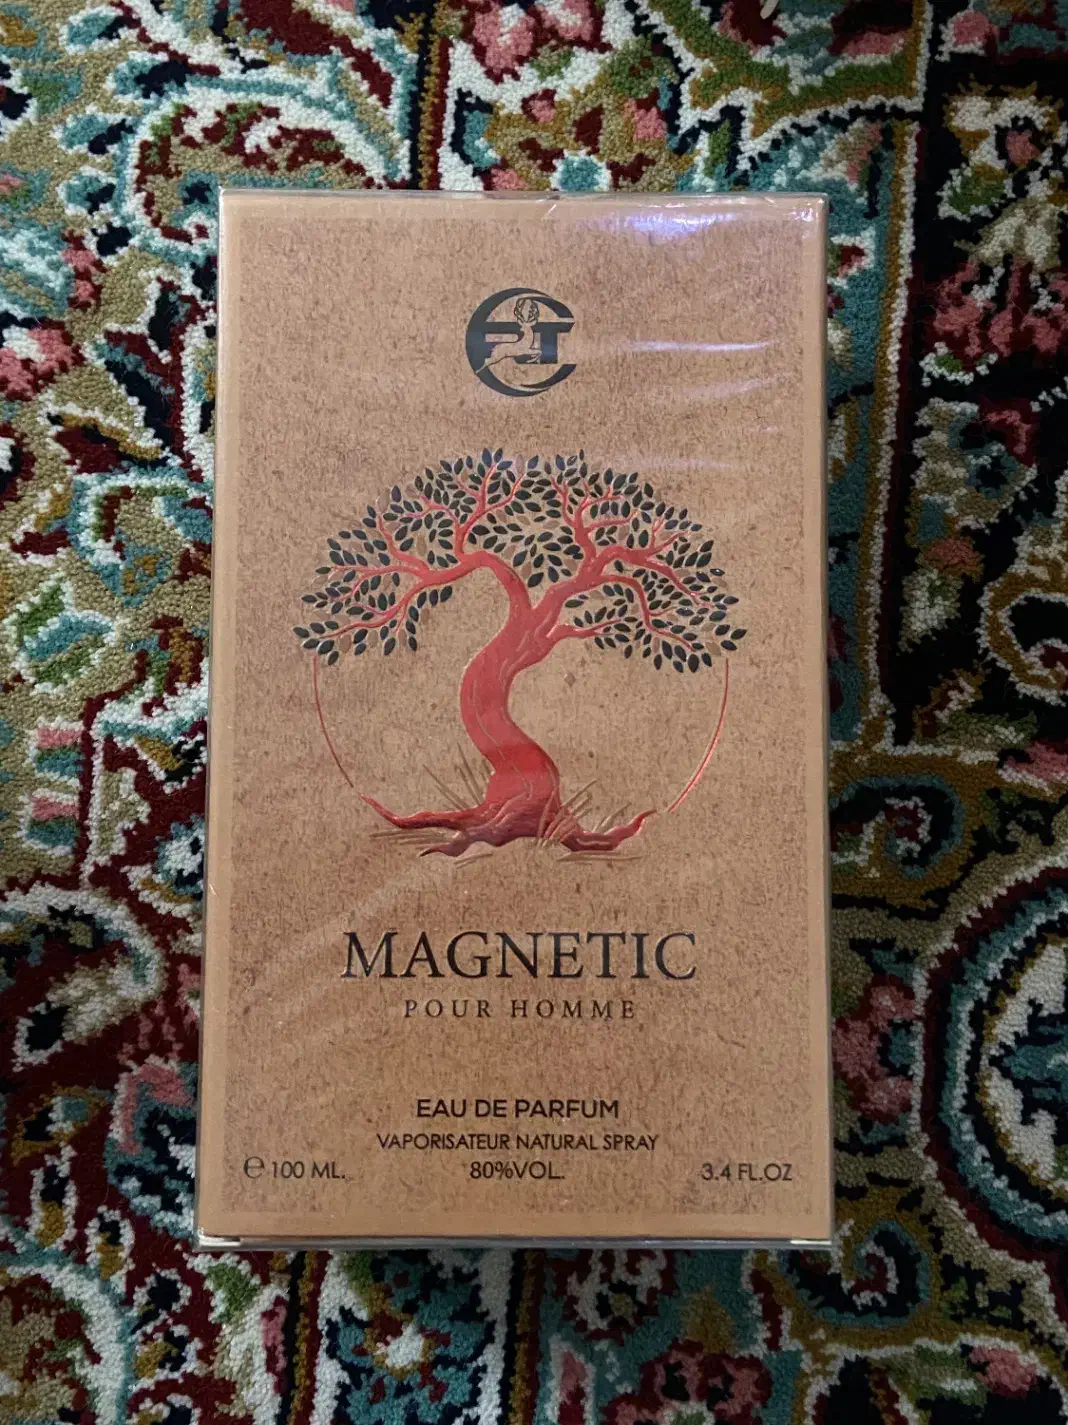 MAGNETIC
POUR HOMME
EAU DE PARFUM
VAPORISATEUR NATURAL SPRAY
℮ 100 ML. 80%VOL. 3.4 FL.OZ